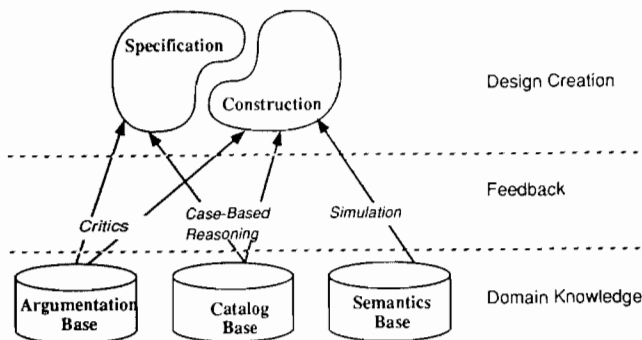 Specification
Construction
Design Creation
Feedback
Critics
Case-Based
Reasoning
Simulation
Argumentation
Base
Catalog
Base
Semantics
Base
Domain Knowledge